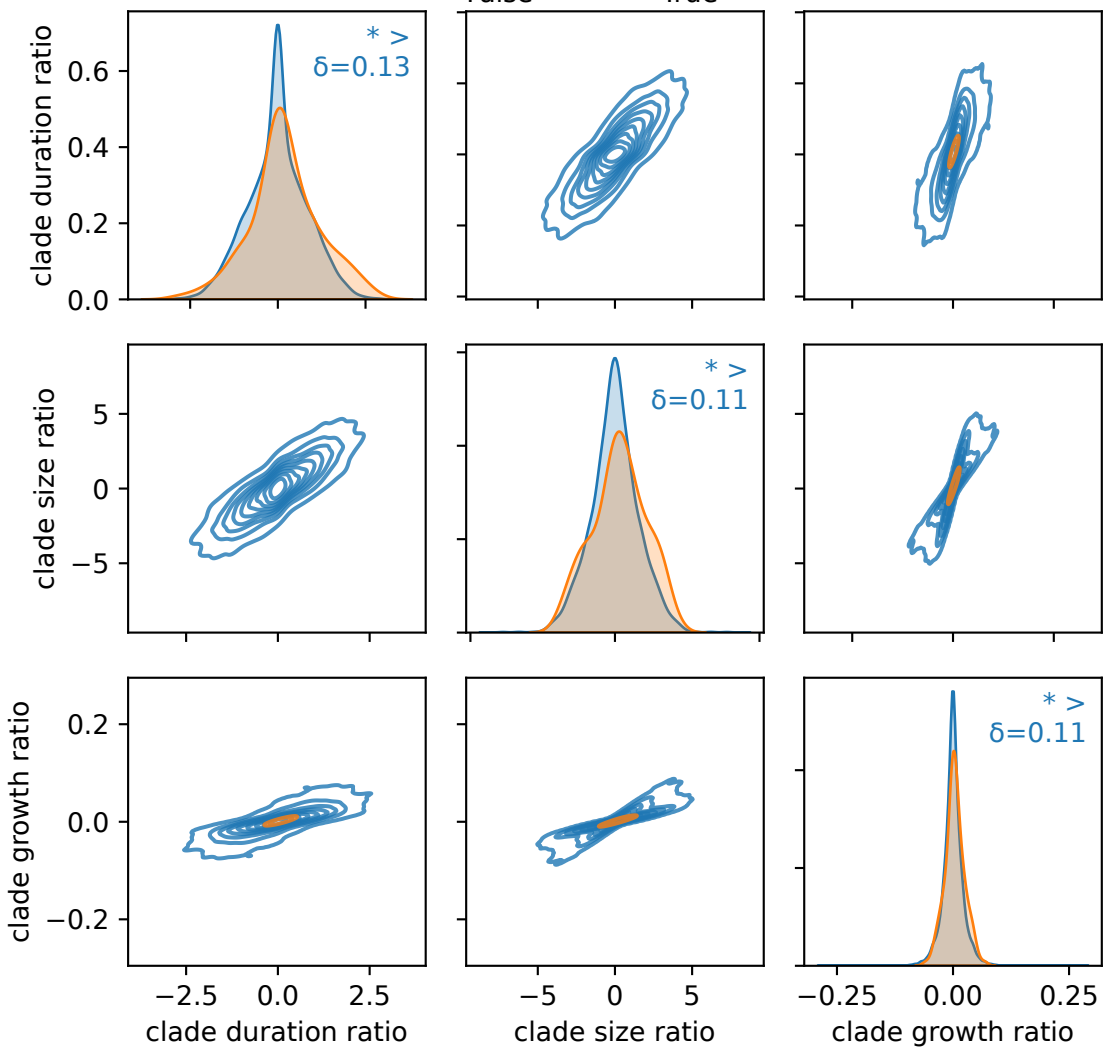 clade duration ratio
0.6
0.4
0.2
0.0
* >
δ=0.13
clade size ratio
5
0
−5
* >
δ=0.11
clade growth ratio
0.2
0.0
−0.2
* >
δ=0.11
−2.5 0.0 2.5
−5 0 5
−0.25 0.00 0.25
clade duration ratio
clade size ratio
clade growth ratio